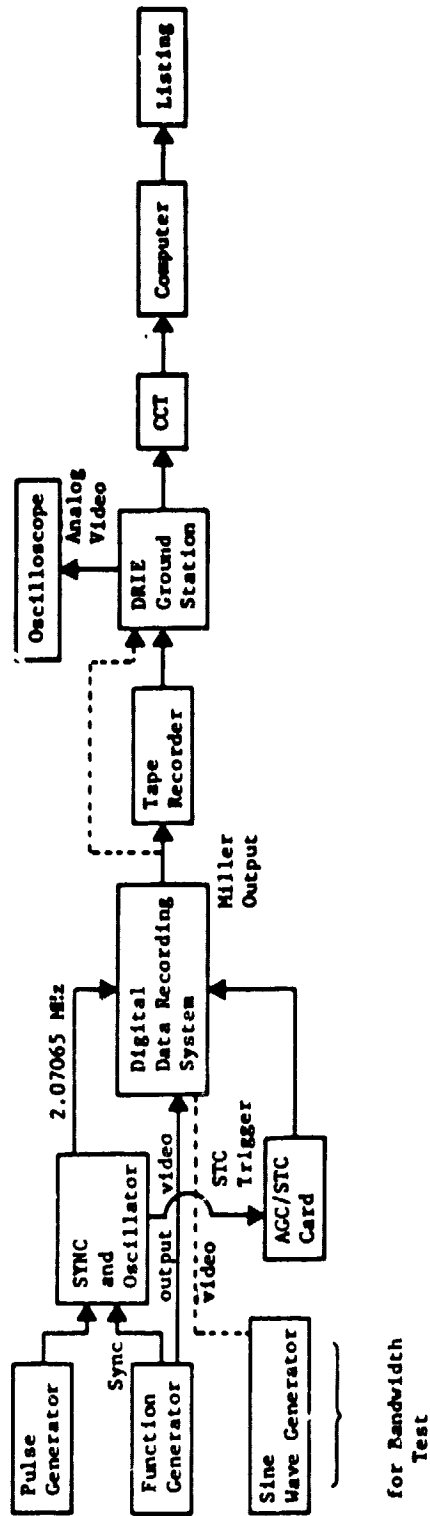 Pulse
Generator
Function
Generator
Sine
Wave Generator
for Bandwidth
Test
Sync
SYNC
and
Oscillator
2.07065 MHz
output video
video
STC
Trigger
AGC/STC
Card
Digital
Data Recording
System
Miller
Output
Tape
Recorder
DRIE
Ground
Station
Analog
Video
Oscilloscope
CCT
Computer
Listing